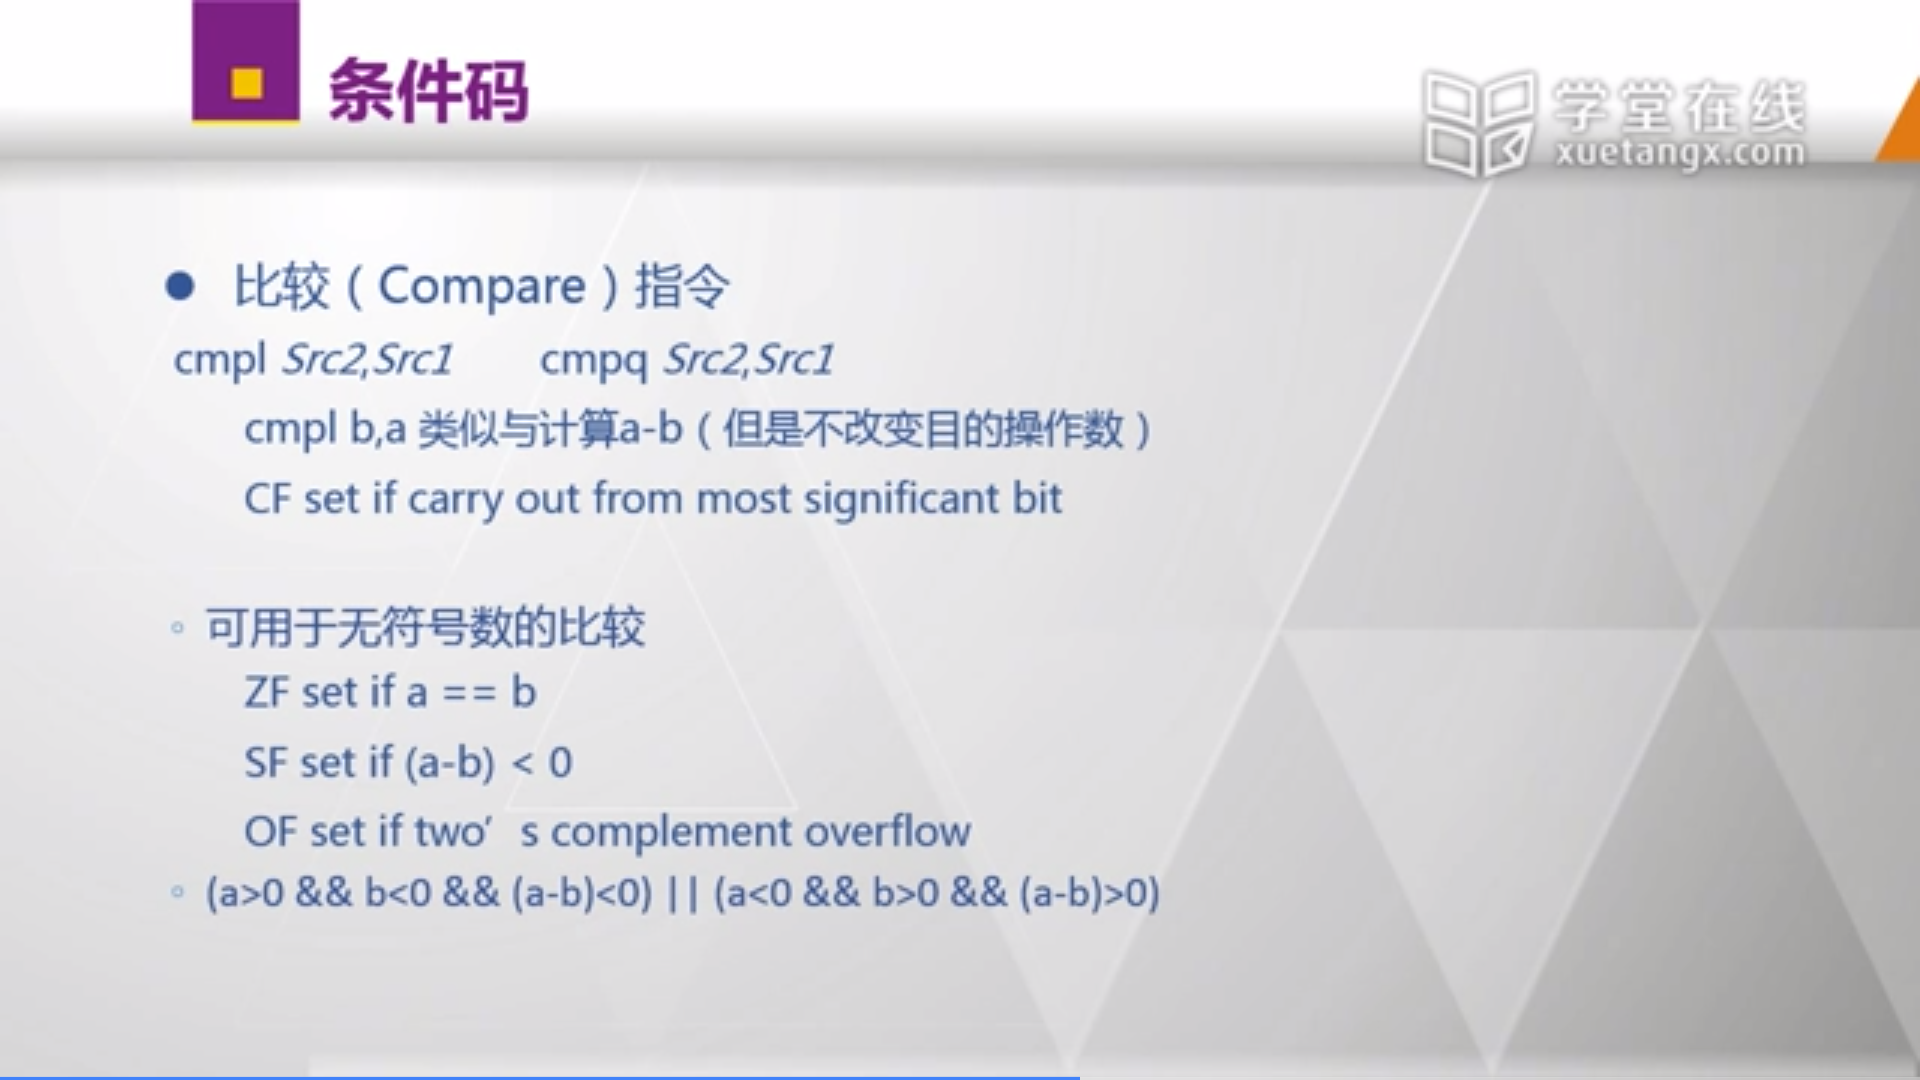 条件码
学堂在线
xuetangx.com
● 比较（Compare）指令
cmpl Src2,Src1 cmpq Src2,Src1
cmpl b,a 类似与计算a-b（但是不改变目的操作数）
CF set if carry out from most significant bit
◦ 可用于无符号数的比较
ZF set if a == b
SF set if (a-b) < 0
OF set if two’s complement overflow
◦ (a>0 && b<0 && (a-b)<0) || (a<0 && b>0 && (a-b)>0)